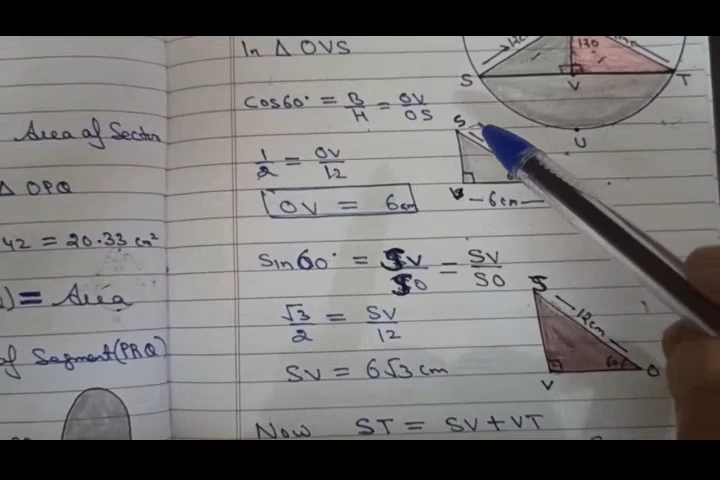 Area of Sector
Δ OPQ
42 = 20.33 cm²
) = Area
of Segment (PRQ)
In Δ OVS
Cos60° = B/H = OV/OS
1/2 = OV/12
OV = 6cm
Sin60° = SV/SO = SV/SO
√3/2 = SV/12
SV = 6√3 cm
Now ST = SV + VT
120
S
V
T
U
S
V
6cm
S
12cm
60°
V
O